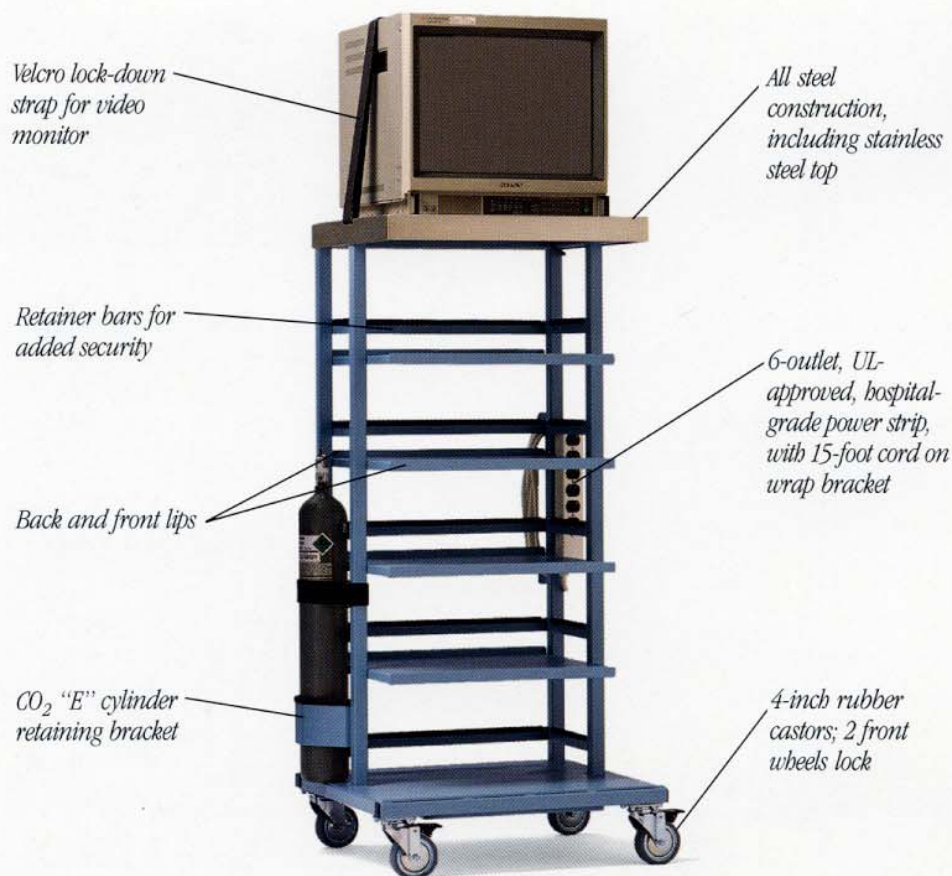 Velcro lock-down
strap for video
monitor
All steel
construction,
including stainless
steel top
Retainer bars for
added security
6-outlet, UL-
approved, hospital-
grade power strip,
with 15-foot cord on
wrap bracket
Back and front lips
CO₂ “E” cylinder
retaining bracket
4-inch rubber
castors; 2 front
wheels lock
SONY